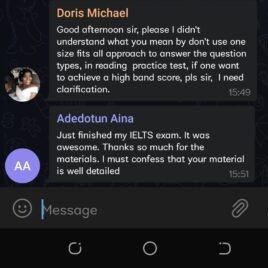 Doris Michael
Good afternoon sir, please I didn't
understand what you mean by don't use one
size fits all approach to answer the question
types, in reading practice test, if one want
to achieve a high band score, pls sir, I need
clarification.
15:49
Adedotun Aina
Just finished my IELTS exam. It was
awesome. Thanks so much for the
materials. I must confess that your material
is well detailed
15:51
AA
Message